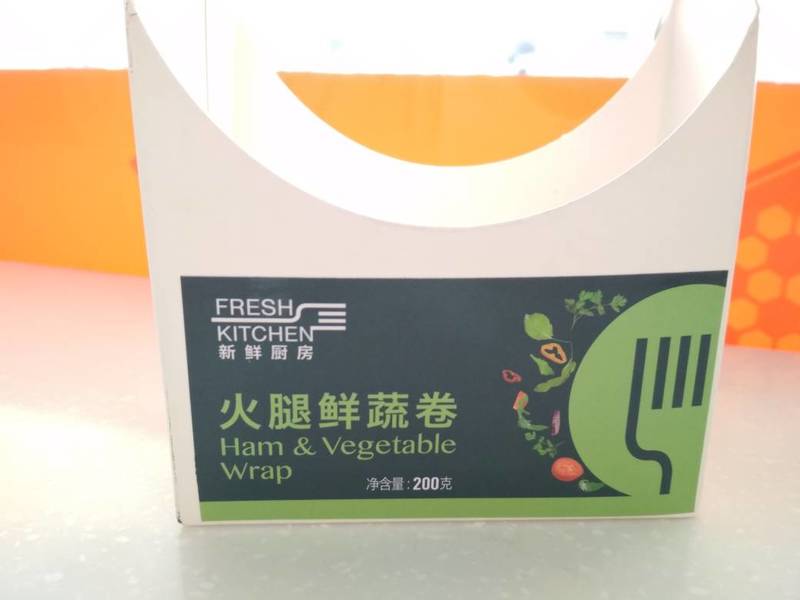 FRESH
KITCHEN
新鲜厨房
火腿鲜蔬卷
Ham & Vegetable
Wrap
净含量：200克